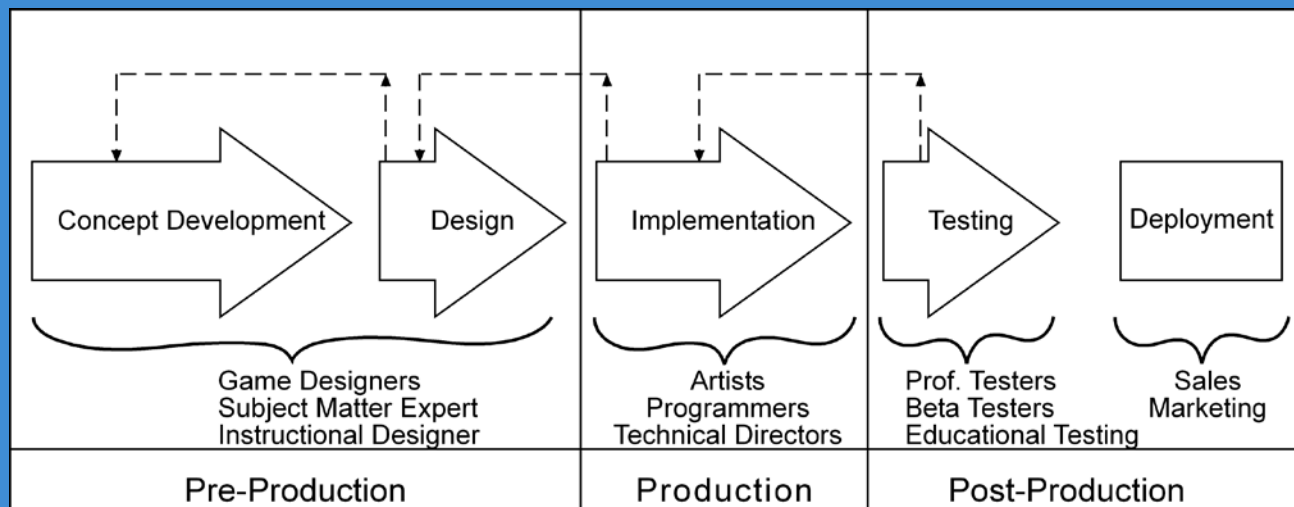 Concept Development
Design
Implementation
Testing
Deployment
Game Designers
Subject Matter Expert
Instructional Designer
Artists
Programmers
Technical Directors
Prof. Testers
Beta Testers
Educational Testing
Sales
Marketing
Pre-Production
Production
Post-Production